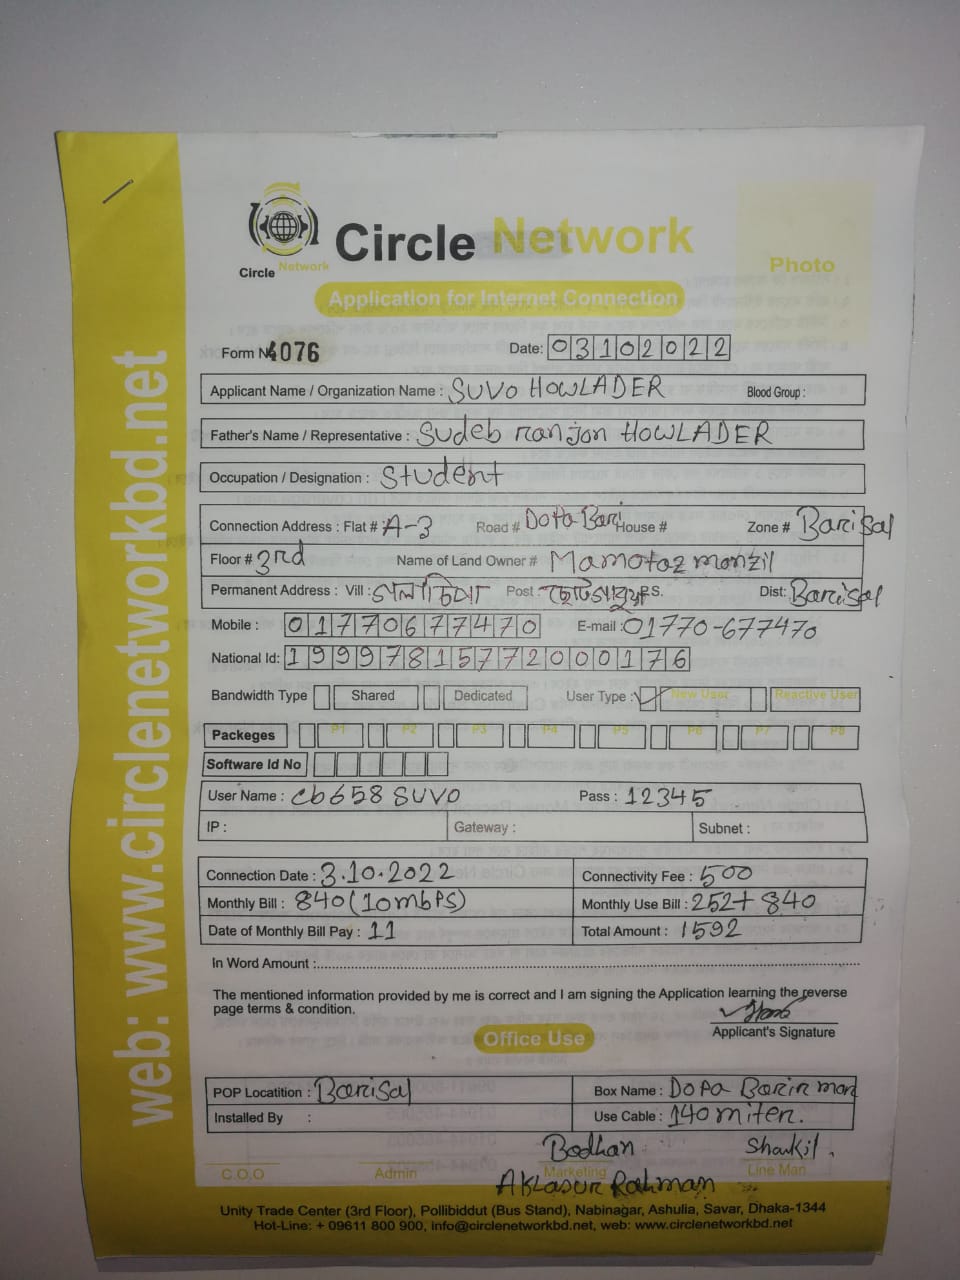 Circle Network
Circle Network
Photo
Application for Internet Connection
Form N 4076 Date: 03102022
Applicant Name / Organization Name : SUVO HOWLADER Blood Group :
Father's Name / Representative : Sudeb ranjon HOWLADER
Occupation / Designation : Student
Connection Address : Flat # A-3 Road # Dopa Bari House # Zone # Barisal
Floor # 3rd Name of Land Owner # Mamotaz monzil
Permanent Address : Vill : Post : P.S. Dist: Barisal
Mobile : 01770677470 E-mail : 01770-677470
National Id: 19997815772000176
Bandwidth Type Shared Dedicated User Type : New User Reactive User
Packeges P1 P2 P3 P4 P5 P6 P7 P8
Software Id No
User Name : cb658 SUVO Pass : 12345
IP : Gateway : Subnet :
Connection Date : 3.10.2022 Connectivity Fee : 500
Monthly Bill : 840 (10mbps) Monthly Use Bill : 252+ 840
Date of Monthly Bill Pay : 11 Total Amount : 1592
In Word Amount :
The mentioned information provided by me is correct and I am signing the Application learning the reverse
page terms & condition.
Applicant's Signature
Office Use
POP Locatition : Barisal Box Name : Dopa Barir mor
Installed By : Use Cable : 140 miter.
Bodhan Shakil.
C.O.O Admin Marketing Line Man
Aklasur Rahman
Unity Trade Center (3rd Floor), Pollibiddut (Bus Stand), Nabinagar, Ashulia, Savar, Dhaka-1344
Hot-Line: + 09611 800 900, info@circlenetworkbd.net, web: www.circlenetworkbd.net
web: www.circlenetworkbd.net